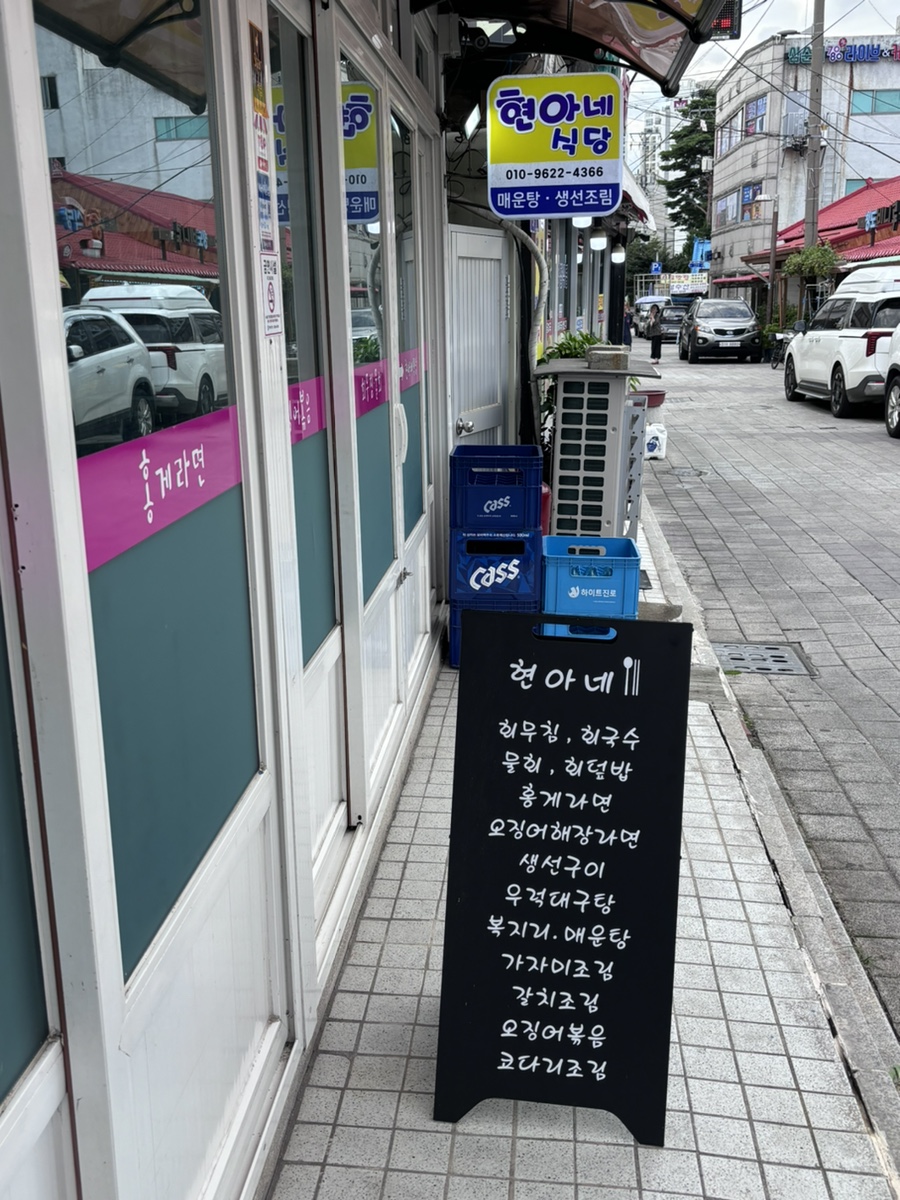 현아네
식당
010-9622-4366
매운탕 · 생선조림
홍게라면
cass
cass
하이트진로
현아네
회무침, 회국수
물회, 회덮밥
홍게라면
오징어해장라면
생선구이
우럭대구탕
복지리.매운탕
가자미조림
갈치조림
오징어볶음
코다리조림